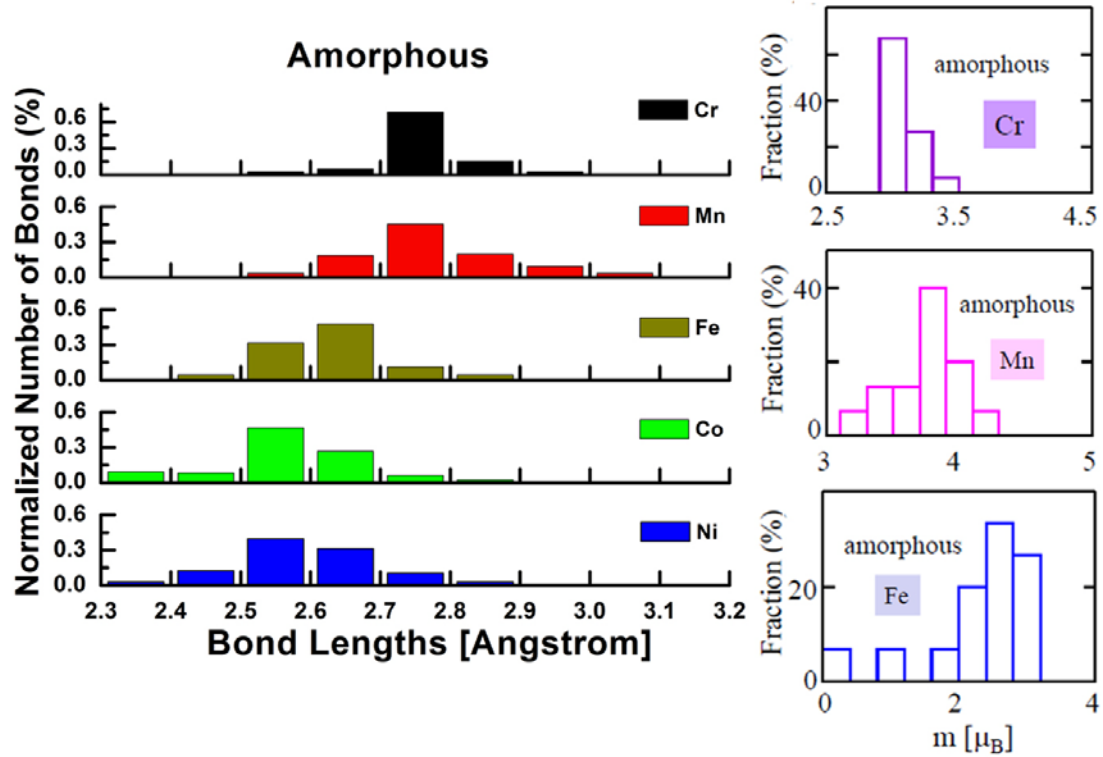 Amorphous
Normalized Number of Bonds (%)
0.6
0.3
0.0
Cr
0.6
0.3
0.0
Mn
0.6
0.3
0.0
Fe
0.6
0.3
0.0
Co
0.6
0.3
0.0
Ni
2.3 2.4 2.5 2.6 2.7 2.8 2.9 3.0 3.1 3.2
Bond Lengths [Angstrom]
Fraction (%)
40
0
amorphous
Cr
2.5 3.5 4.5
Fraction (%)
40
0
amorphous
Mn
3 4 5
Fraction (%)
20
0
amorphous
Fe
0 2 4
m [μB]